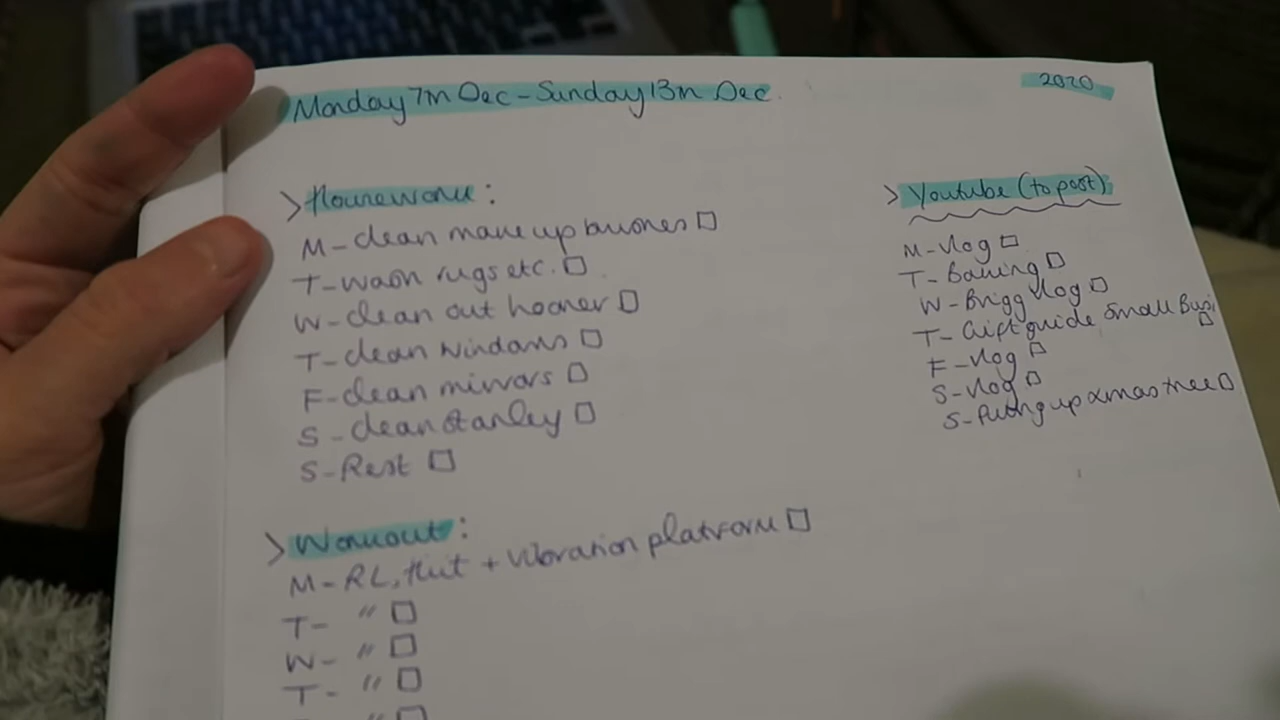 Monday 7th Dec - Sunday 13th Dec.
2020
> Housework:
M - clean make up brushes
T - wash rugs etc.
W - clean out hoover
T - clean windows
F - clean mirrors
S - clean Stanley
S - Rest
> Youtube (to post)
M - Vlog
T - Baking
W - Brigg Vlog
T - Gift guide Small Busi
F - Vlog
S - Vlog
S - Putting up xmas tree
> Workout:
M - RL, + vibration platform
T - "
W - "
T - "
"